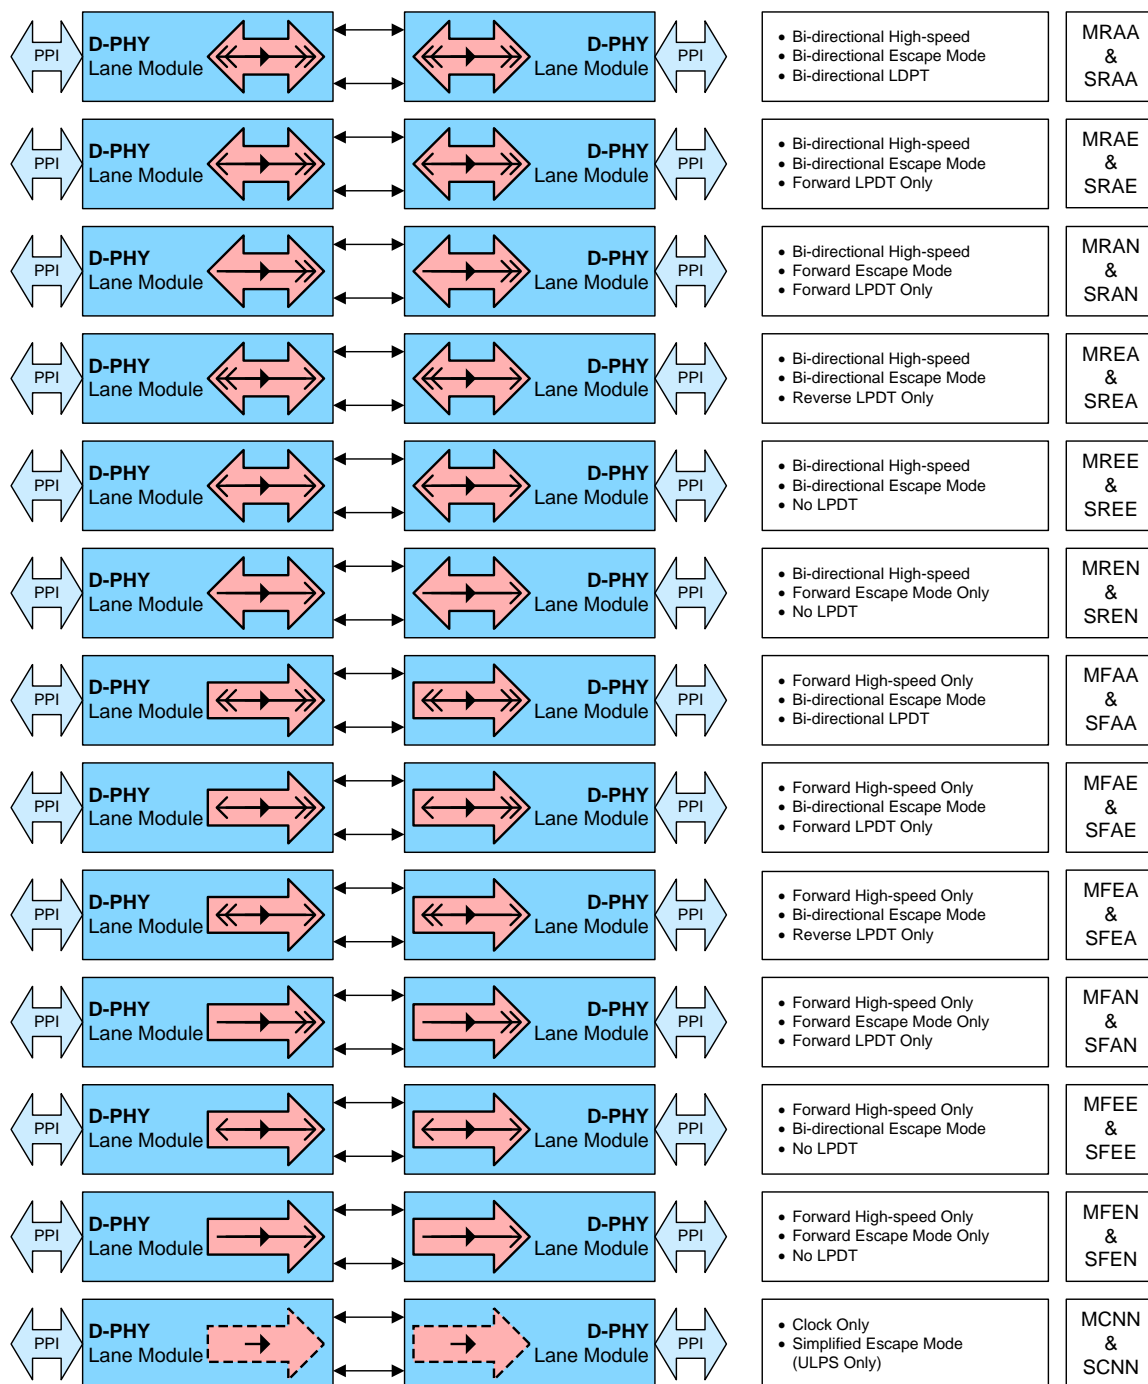 PPI D-PHY Lane Module D-PHY Lane Module PPI
• Bi-directional High-speed
• Bi-directional Escape Mode
• Bi-directional LDPT
MRAA
&
SRAA
PPI D-PHY Lane Module D-PHY Lane Module PPI
• Bi-directional High-speed
• Bi-directional Escape Mode
• Forward LPDT Only
MRAE
&
SRAE
PPI D-PHY Lane Module D-PHY Lane Module PPI
• Bi-directional High-speed
• Forward Escape Mode
• Forward LPDT Only
MRAN
&
SRAN
PPI D-PHY Lane Module D-PHY Lane Module PPI
• Bi-directional High-speed
• Bi-directional Escape Mode
• Reverse LPDT Only
MREA
&
SREA
PPI D-PHY Lane Module D-PHY Lane Module PPI
• Bi-directional High-speed
• Bi-directional Escape Mode
• No LPDT
MREE
&
SREE
PPI D-PHY Lane Module D-PHY Lane Module PPI
• Bi-directional High-speed
• Forward Escape Mode Only
• No LPDT
MREN
&
SREN
PPI D-PHY Lane Module D-PHY Lane Module PPI
• Forward High-speed Only
• Bi-directional Escape Mode
• Bi-directional LPDT
MFAA
&
SFAA
PPI D-PHY Lane Module D-PHY Lane Module PPI
• Forward High-speed Only
• Bi-directional Escape Mode
• Forward LPDT Only
MFAE
&
SFAE
PPI D-PHY Lane Module D-PHY Lane Module PPI
• Forward High-speed Only
• Bi-directional Escape Mode
• Reverse LPDT Only
MFEA
&
SFEA
PPI D-PHY Lane Module D-PHY Lane Module PPI
• Forward High-speed Only
• Forward Escape Mode Only
• Forward LPDT Only
MFAN
&
SFAN
PPI D-PHY Lane Module D-PHY Lane Module PPI
• Forward High-speed Only
• Bi-directional Escape Mode
• No LPDT
MFEE
&
SFEE
PPI D-PHY Lane Module D-PHY Lane Module PPI
• Forward High-speed Only
• Forward Escape Mode Only
• No LPDT
MFEN
&
SFEN
PPI D-PHY Lane Module D-PHY Lane Module PPI
• Clock Only
• Simplified Escape Mode
(ULPS Only)
MCNN
&
SCNN